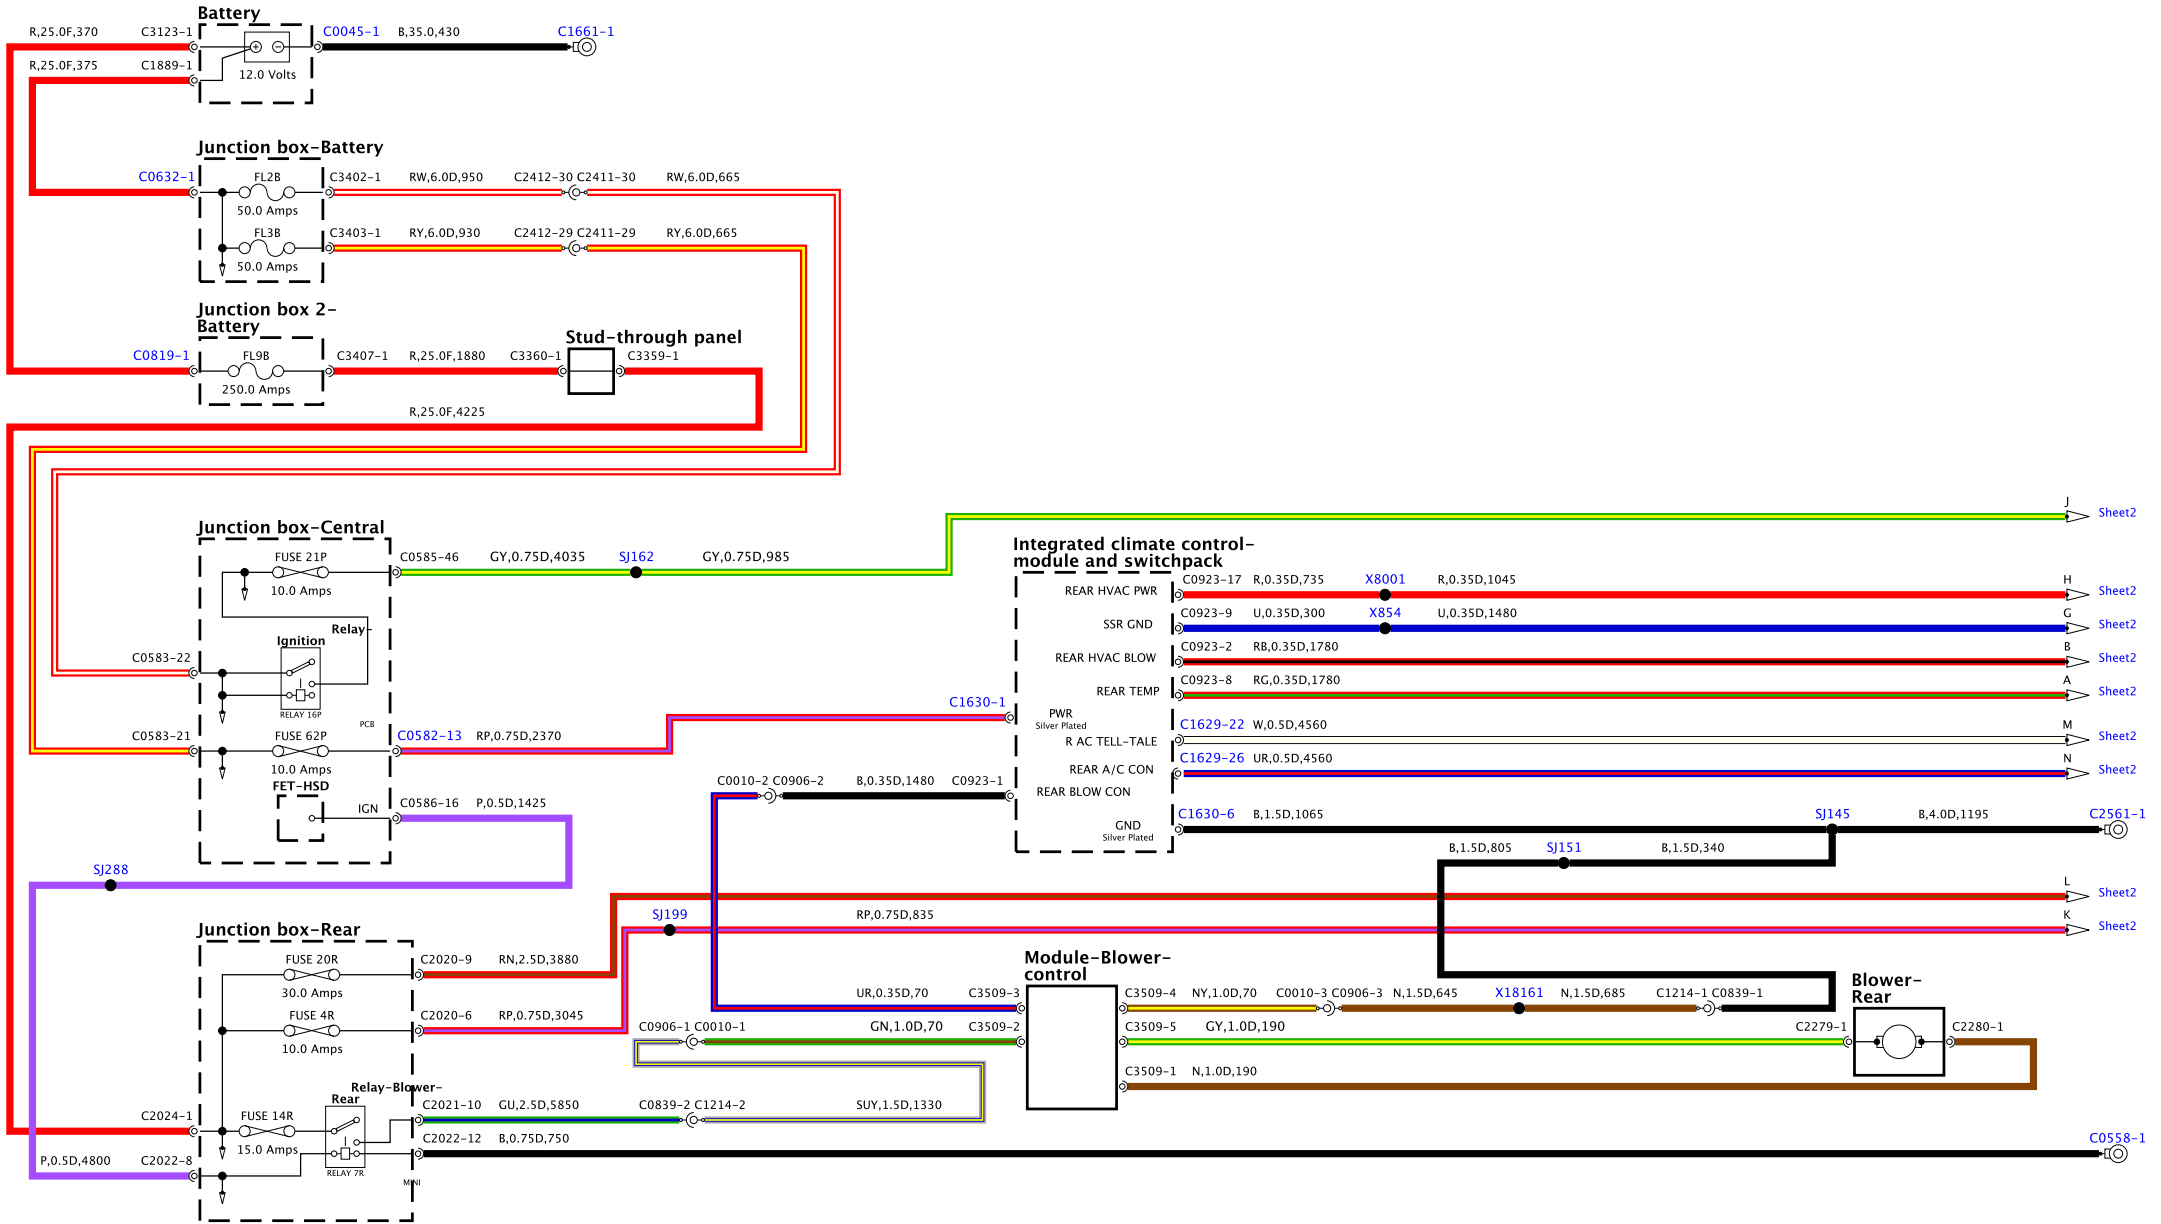 Battery
R,25.0F,370 C3123-1 C0045-1 B,35.0,430 C1661-1
R,25.0F,375 C1889-1
12.0 Volts
Junction box-Battery
C0632-1 FL2B C3402-1 RW,6.0D,950 C2412-30 C2411-30 RW,6.0D,665
50.0 Amps
FL3B C3403-1 RY,6.0D,930 C2412-29 C2411-29 RY,6.0D,665
50.0 Amps
Junction box 2-
Battery
Stud-through panel
C0819-1 FL9B C3407-1 R,25.0F,1880 C3360-1 C3359-1
250.0 Amps
R,25.0F,4225
J
Sheet2
Junction box-Central
FUSE 21P C0585-46 GY,0.75D,4035 SJ162 GY,0.75D,985
10.0 Amps
Integrated climate control-
module and switchpack
REAR HVAC PWR C0923-17 R,0.35D,735 X8001 R,0.35D,1045 H
Sheet2
SSR GND C0923-9 U,0.35D,300 X854 U,0.35D,1480 G
Sheet2
Relay-
Ignition
REAR HVAC BLOW C0923-2 RB,0.35D,1780 B
Sheet2
C0583-22
REAR TEMP C0923-8 RG,0.35D,1780 A
Sheet2
RELAY 16P
C1630-1
PWR
Silver Plated
PCB
C0583-21 FUSE 62P C0582-13 RP,0.75D,2370
10.0 Amps
R AC TELL-TALE C1629-22 W,0.5D,4560 M
Sheet2
REAR A/C CON C1629-26 UR,0.5D,4560 N
Sheet2
FET-HSD
C0010-2 C0906-2 B,0.35D,1480 C0923-1 REAR BLOW CON
IGN C0586-16 P,0.5D,1425
GND
Silver Plated
C1630-6 B,1.5D,1065 SJ145 B,4.0D,1195 C2561-1
B,1.5D,805 SJ151 B,1.5D,340
SJ288
L
Sheet2
SJ199 RP,0.75D,835 K
Sheet2
Junction box-Rear
FUSE 20R C2020-9 RN,2.5D,3880
30.0 Amps
Module-Blower-
control
Blower-
Rear
UR,0.35D,70 C3509-3 C3509-4 NY,1.0D,70 C0010-3 C0906-3 N,1.5D,645 X18161 N,1.5D,685 C1214-1 C0839-1
FUSE 4R C2020-6 RP,0.75D,3045
10.0 Amps
C0906-1 C0010-1 GN,1.0D,70 C3509-2 C3509-5 GY,1.0D,190 C2279-1 C2280-1
C3509-1 N,1.0D,190
Relay-Blower-
Rear
C2024-1 FUSE 14R C2021-10 GU,2.5D,5850 C0839-2 C1214-2 SUY,1.5D,1330
15.0 Amps
C2022-12 B,0.75D,750 C0558-1
P,0.5D,4800 C2022-8
RELAY 7R
MINI